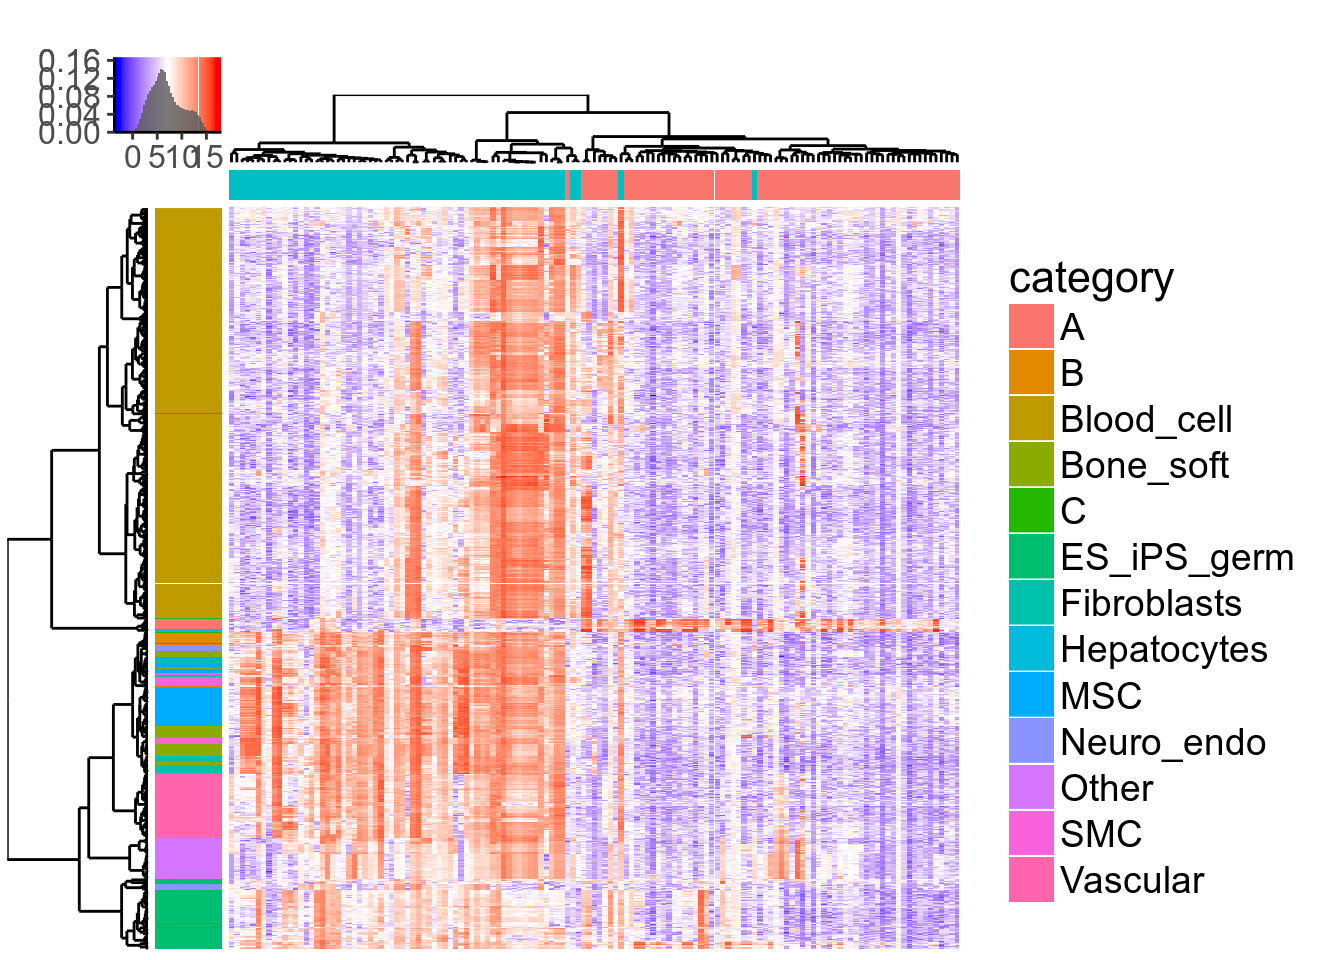 0.16
0.12
0.08
0.04
0.00
0 5 10 15
category
A
B
Blood_cell
Bone_soft
C
ES_iPS_germ
Fibroblasts
Hepatocytes
MSC
Neuro_endo
Other
SMC
Vascular